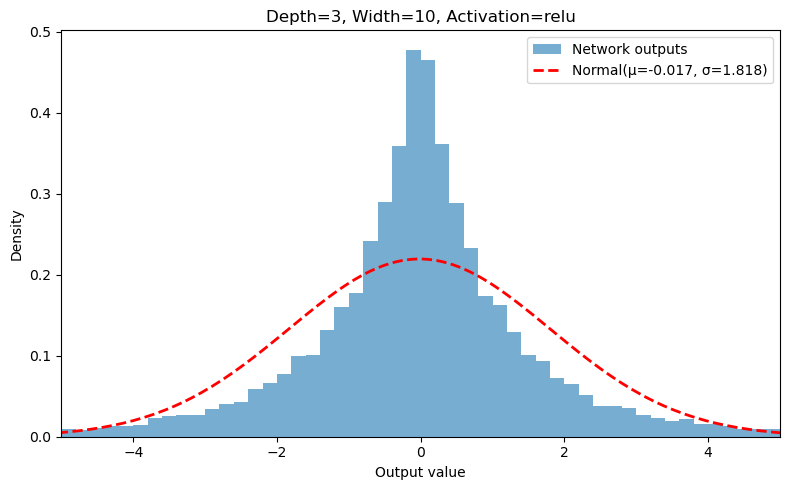 Depth=3, Width=10, Activation=relu
Network outputs
Normal(μ=-0.017, σ=1.818)
Density
0.5
0.4
0.3
0.2
0.1
0.0
−4
−2
0
2
4
Output value